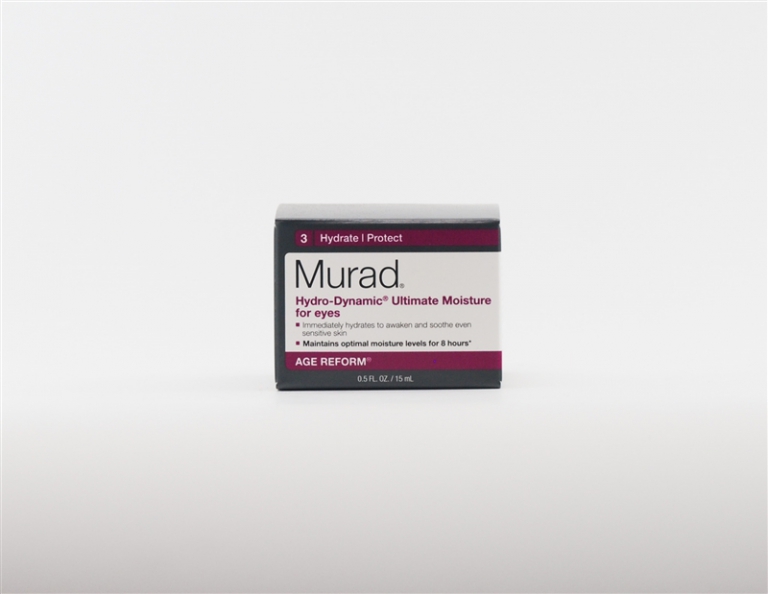 3 Hydrate | Protect
Murad®
Hydro-Dynamic® Ultimate Moisture
for eyes
▪ Immediately hydrates to awaken and soothe even
sensitive skin
▪ Maintains optimal moisture levels for 8 hours*
AGE REFORM®
0.5 FL. OZ. / 15 mL